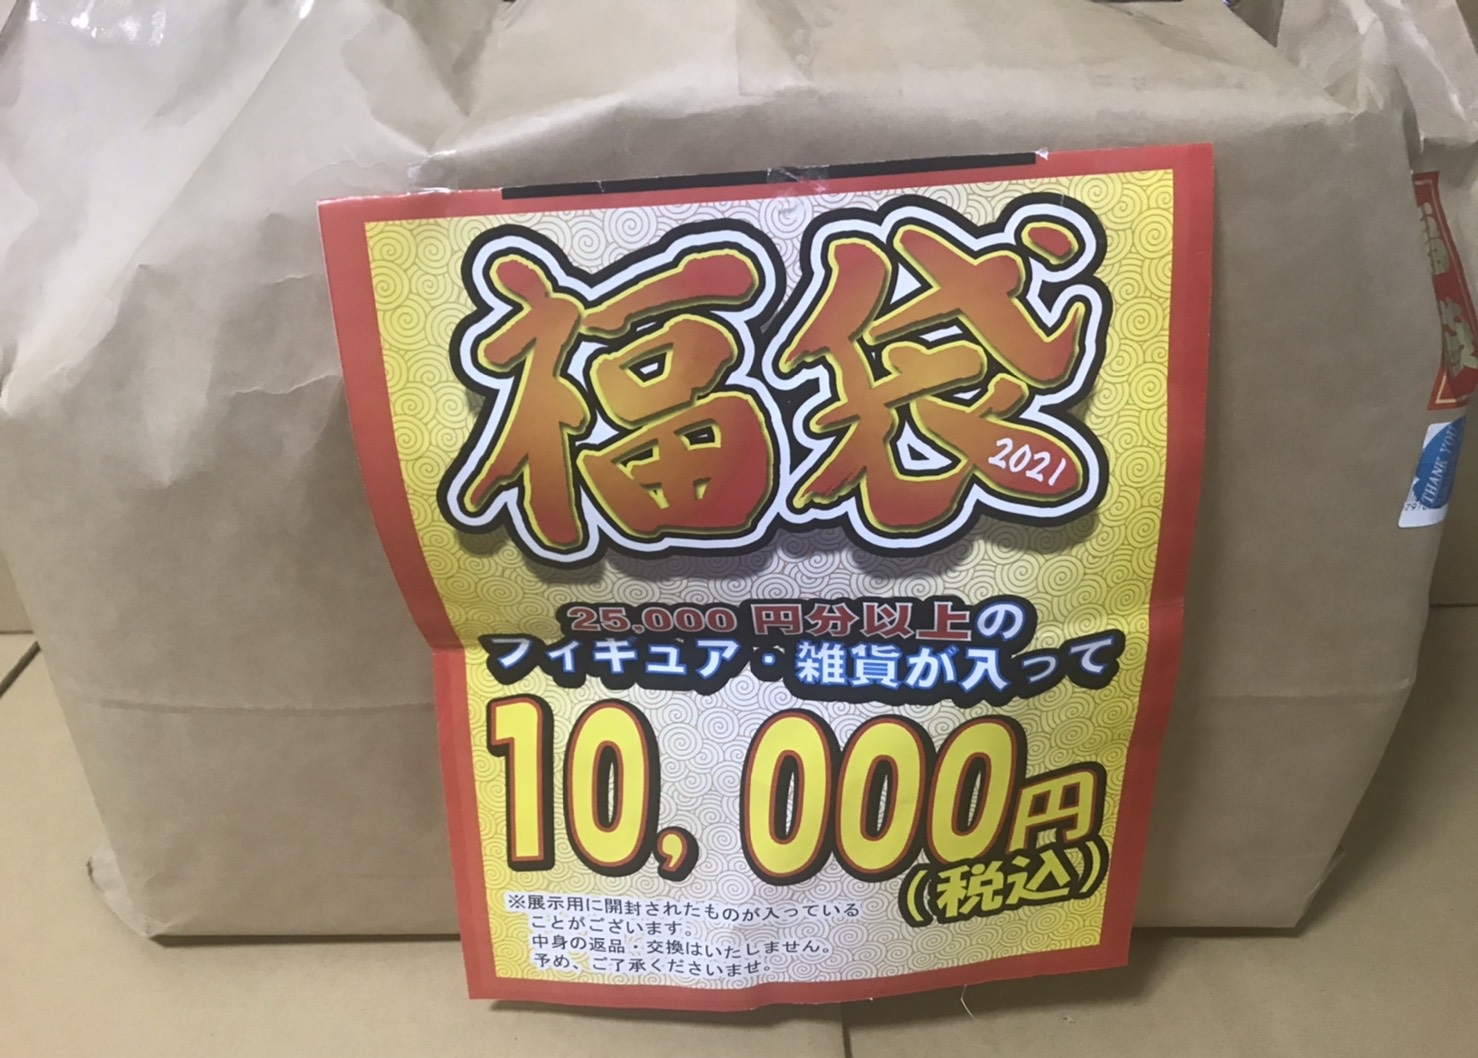 福袋
2021
25,000円分以上の
フィギュア・雑貨が入って
10,000円
(税込)
※展示用に開封されたものが入っている
ことがございます。
中身の返品・交換はいたしません。
予め、ご了承くださいませ。
THANK YOU